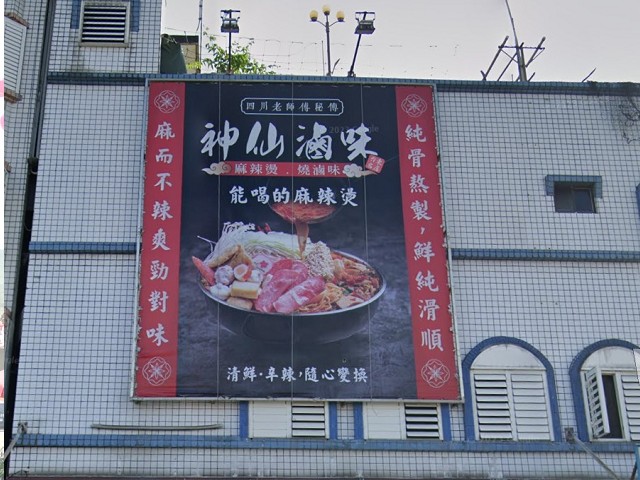 四川老師傅秘傳
神仙滷味
麻辣燙．燒滷味
能喝的麻辣燙
麻而不辣爽勁對味
純骨熬製，鮮純滑順
清鮮·阜辣，隨心變換